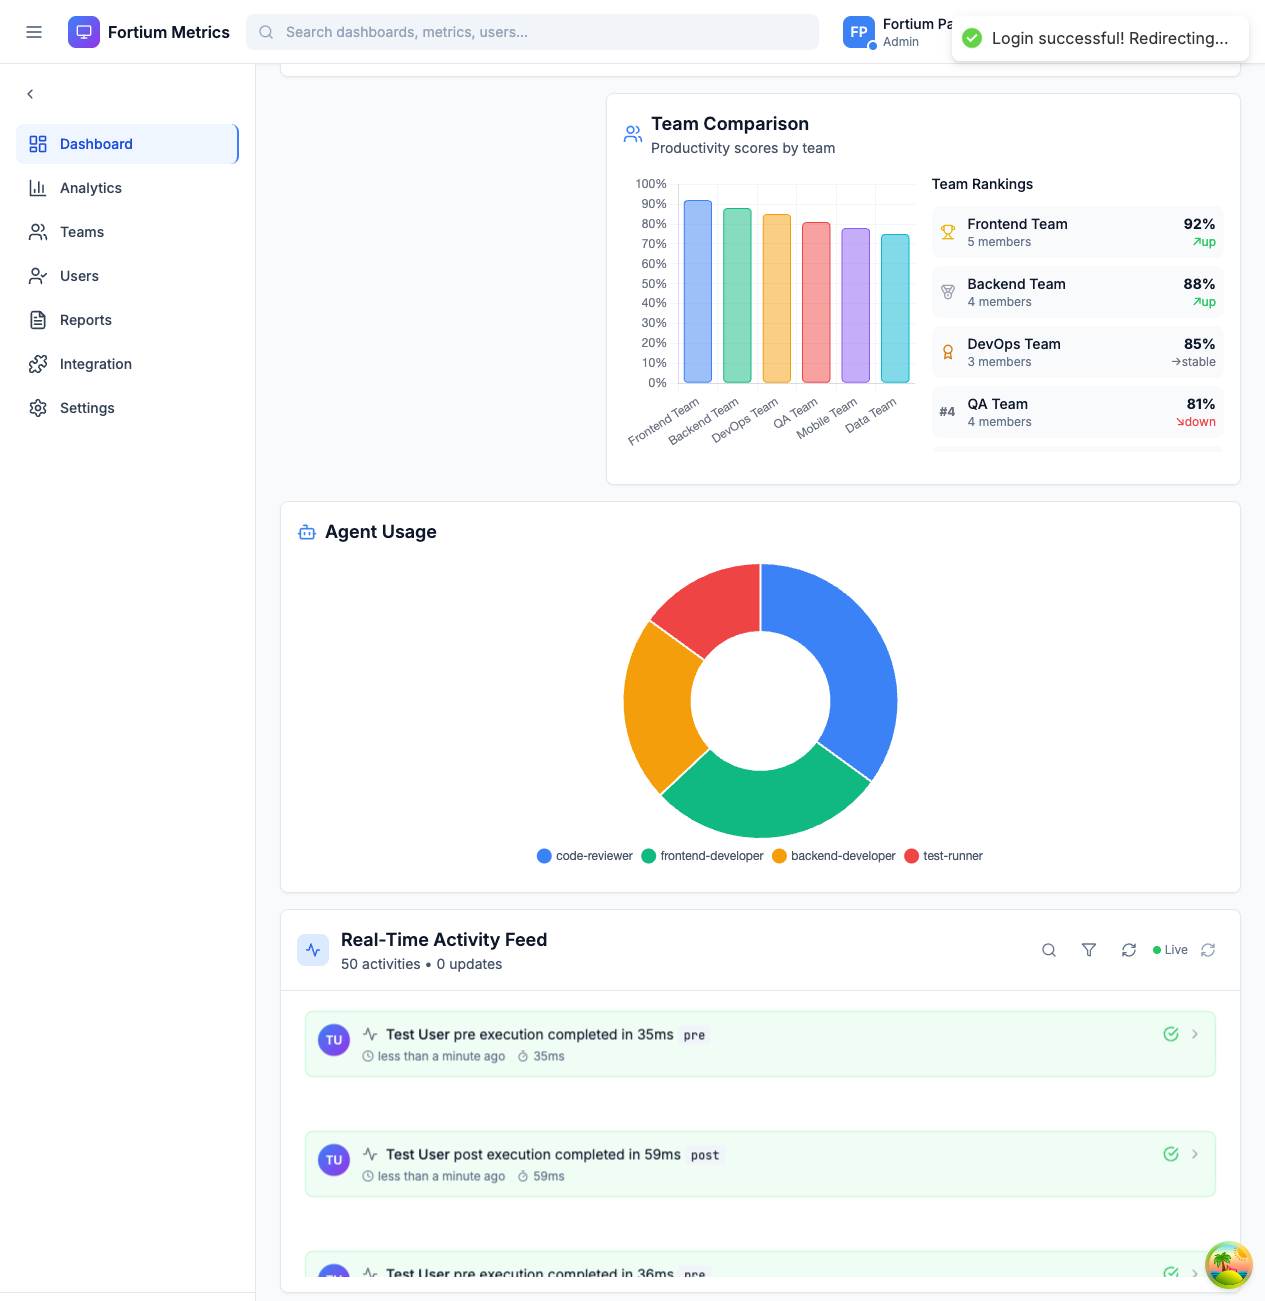 Fortium Metrics
Search dashboards, metrics, users...
FP
Fortium Pa
Admin
Login successful! Redirecting...
Dashboard
Analytics
Teams
Users
Reports
Integration
Settings
Team Comparison
Productivity scores by team
100%
90%
80%
70%
60%
50%
40%
30%
20%
10%
0%
Frontend Team
Backend Team
DevOps Team
QA Team
Mobile Team
Data Team
Team Rankings
Frontend Team
92%
5 members
↗up
Backend Team
88%
4 members
↗up
DevOps Team
85%
3 members
→stable
#4
QA Team
81%
4 members
↘down
Agent Usage
code-reviewer frontend-developer backend-developer test-runner
Real-Time Activity Feed
50 activities • 0 updates
Live
TU
Test User pre execution completed in 35ms pre
less than a minute ago 35ms
TU
Test User post execution completed in 59ms post
less than a minute ago 59ms
TU
Test User pre execution completed in 36ms pre